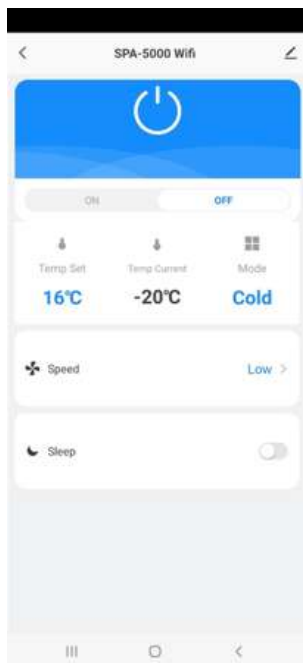 SPA-5000 Wifi
ON OFF
Temp Set Temp Current Mode
16℃ -20℃ Cold
Speed Low
Sleep